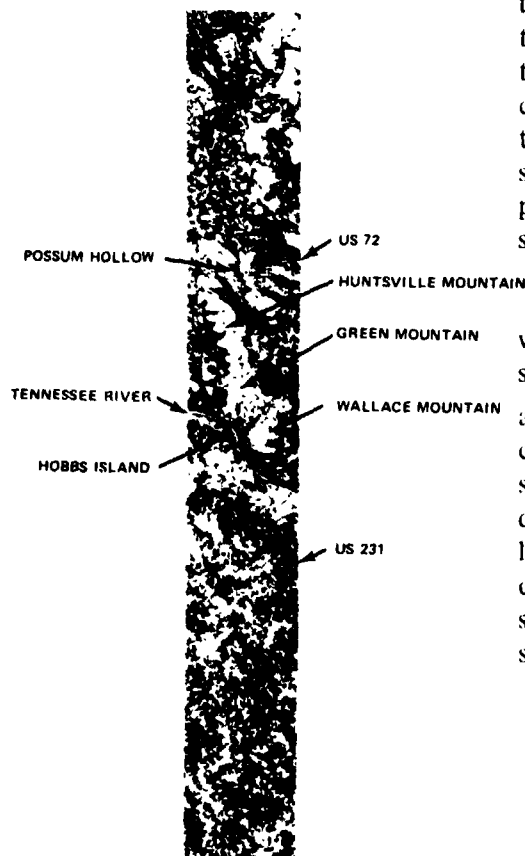 US 72
POSSUM HOLLOW
HUNTSVILLE MOUNTAIN
GREEN MOUNTAIN
TENNESSEE RIVER
WALLACE MOUNTAIN
HOBBS ISLAND
US 231